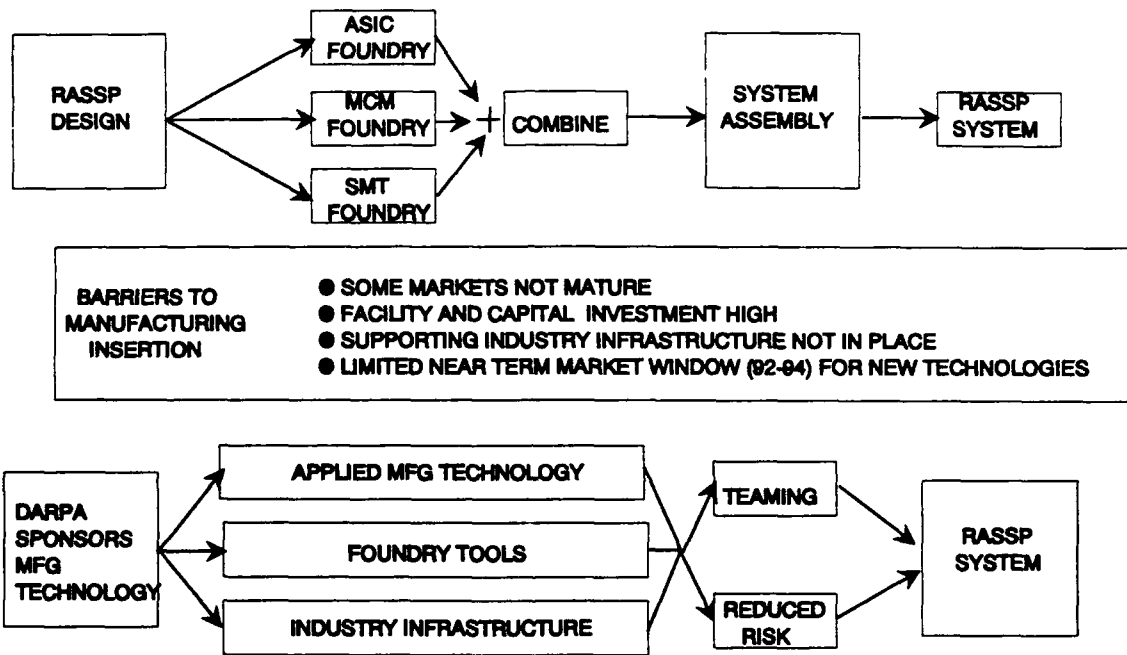 ASIC
FOUNDRY
RASSP
DESIGN
MCM
FOUNDRY
+
COMBINE
SYSTEM
ASSEMBLY
RASSP
SYSTEM
SMT
FOUNDRY
BARRIERS TO
MANUFACTURING
INSERTION
● SOME MARKETS NOT MATURE
● FACILITY AND CAPITAL INVESTMENT HIGH
● SUPPORTING INDUSTRY INFRASTRUCTURE NOT IN PLACE
● LIMITED NEAR TERM MARKET WINDOW (92-94) FOR NEW TECHNOLOGIES
DARPA
SPONSORS
MFG
TECHNOLOGY
APPLIED MFG TECHNOLOGY
FOUNDRY TOOLS
INDUSTRY INFRASTRUCTURE
TEAMING
REDUCED
RISK
RASSP
SYSTEM